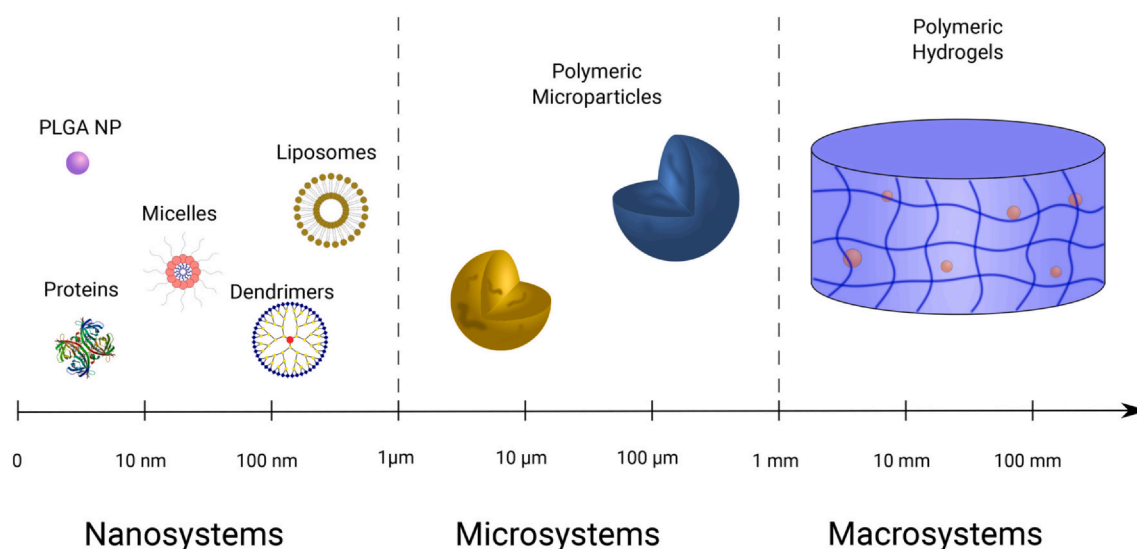 Polymeric
Hydrogels
Polymeric
Microparticles
PLGA NP
Liposomes
Micelles
Proteins
Dendrimers
0
10 nm
100 nm
1µm
10 µm
100 µm
1 mm
10 mm
100 mm
Nanosystems
Microsystems
Macrosystems